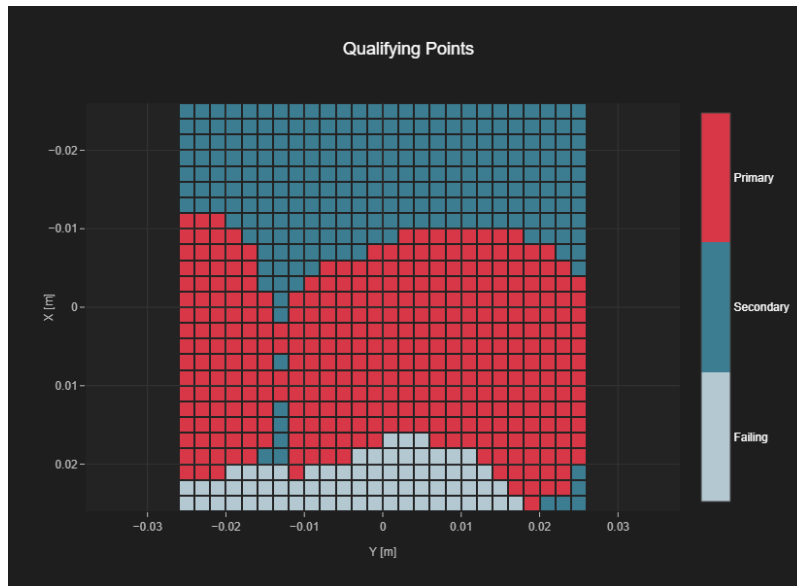 Qualifying Points
−0.02
−0.01
0
0.01
0.02
X [m]
−0.03
−0.02
−0.01
0
0.01
0.02
0.03
Y [m]
Primary
Secondary
Failing